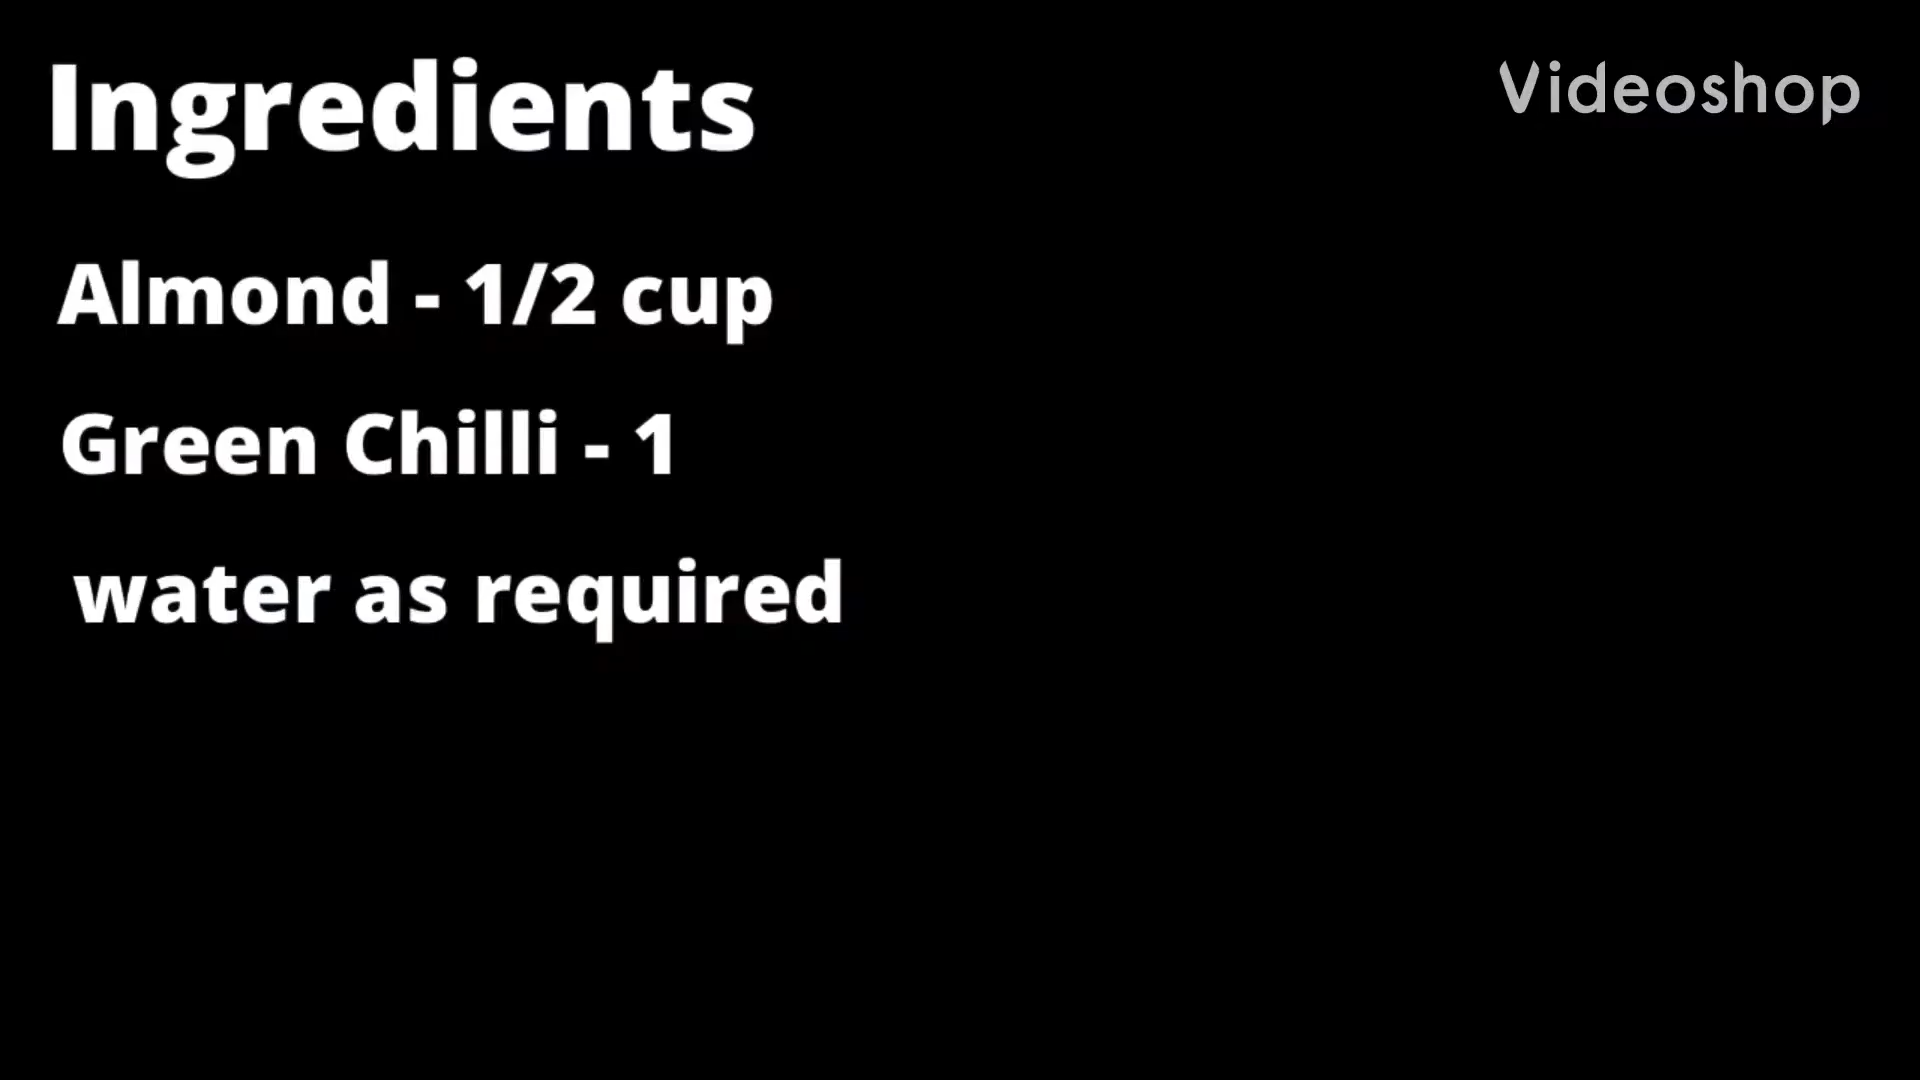 Ingredients
Videoshop
Almond - 1/2 cup
Green Chilli - 1
water as required